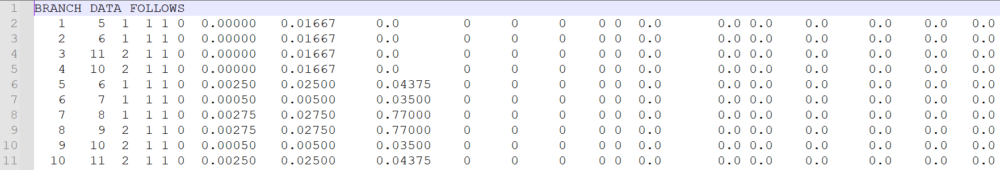 1 BRANCH DATA FOLLOWS
2 1 5 1 1 1 0 0.00000 0.01667 0.0 0 0 0 0 0 0.0 0.0 0.0 0.0 0.0 0.0 0.0
3 2 6 1 1 1 0 0.00000 0.01667 0.0 0 0 0 0 0 0.0 0.0 0.0 0.0 0.0 0.0 0.0
4 3 11 2 1 1 0 0.00000 0.01667 0.0 0 0 0 0 0 0.0 0.0 0.0 0.0 0.0 0.0 0.0
5 4 10 2 1 1 0 0.00000 0.01667 0.0 0 0 0 0 0 0.0 0.0 0.0 0.0 0.0 0.0 0.0
6 5 6 1 1 1 0 0.00250 0.02500 0.04375 0 0 0 0 0 0.0 0.0 0.0 0.0 0.0 0.0 0.0
7 6 7 1 1 1 0 0.00050 0.00500 0.03500 0 0 0 0 0 0.0 0.0 0.0 0.0 0.0 0.0 0.0
8 7 8 1 1 1 0 0.00275 0.02750 0.77000 0 0 0 0 0 0.0 0.0 0.0 0.0 0.0 0.0 0.0
9 8 9 2 1 1 0 0.00275 0.02750 0.77000 0 0 0 0 0 0.0 0.0 0.0 0.0 0.0 0.0 0.0
10 9 10 2 1 1 0 0.00050 0.00500 0.03500 0 0 0 0 0 0.0 0.0 0.0 0.0 0.0 0.0 0.0
11 10 11 2 1 1 0 0.00250 0.02500 0.04375 0 0 0 0 0 0.0 0.0 0.0 0.0 0.0 0.0 0.0